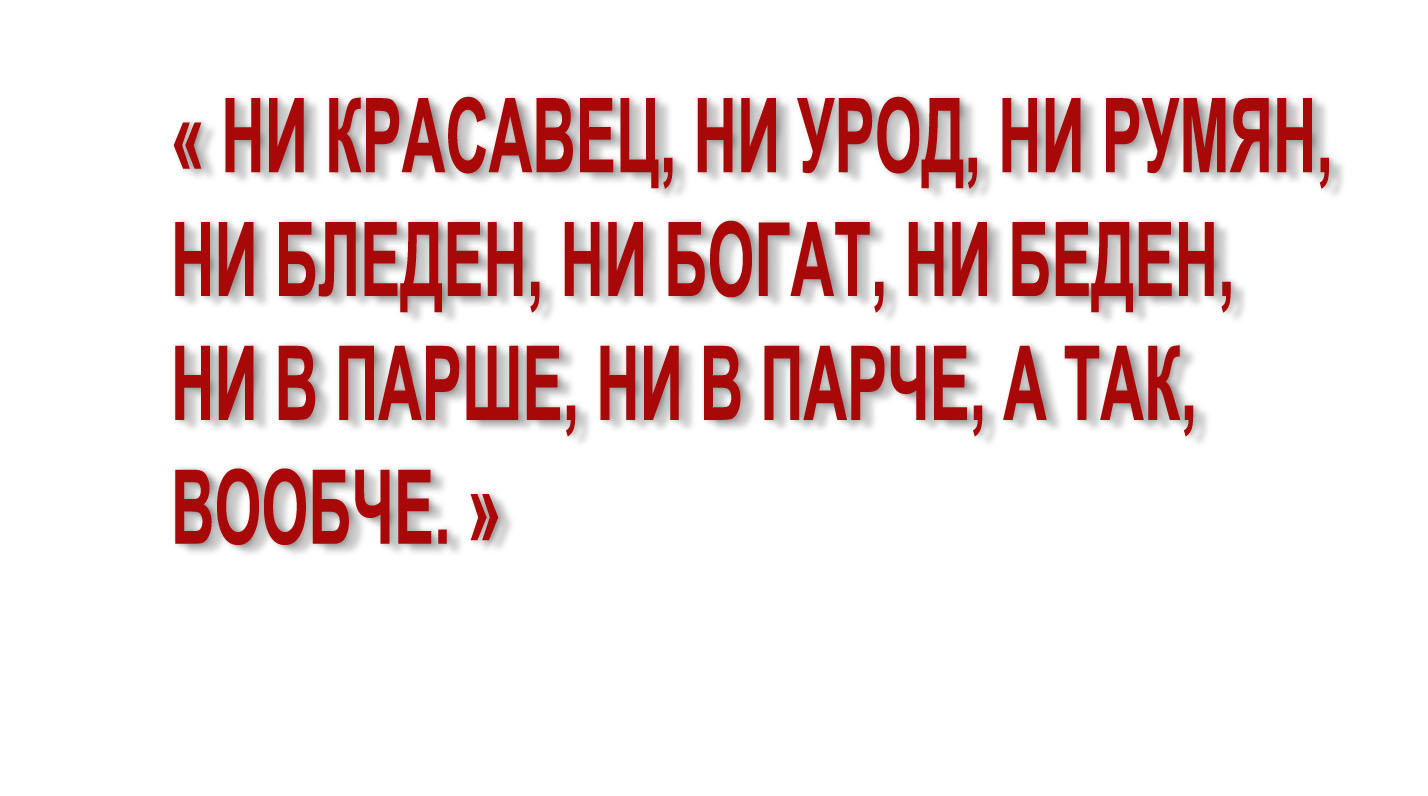 « НИ КРАСАВЕЦ, НИ УРОД, НИ РУМЯН,
НИ БЛЕДЕН, НИ БОГАТ, НИ БЕДЕН,
НИ В ПАРШЕ, НИ В ПАРЧЕ, А ТАК,
ВООБЧЕ. »